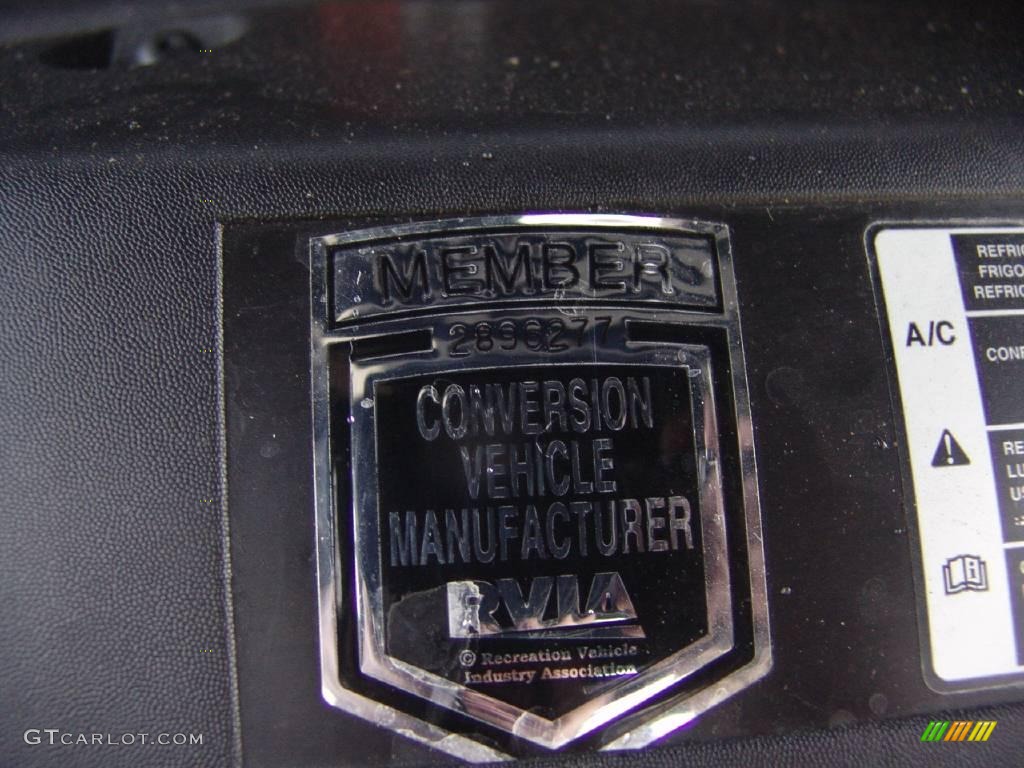 MEMBER
2896277
CONVERSION
VEHICLE
MANUFACTURER
RVIA
© Recreation Vehicle
Industry Association
A/C
GTCARLOT.COM